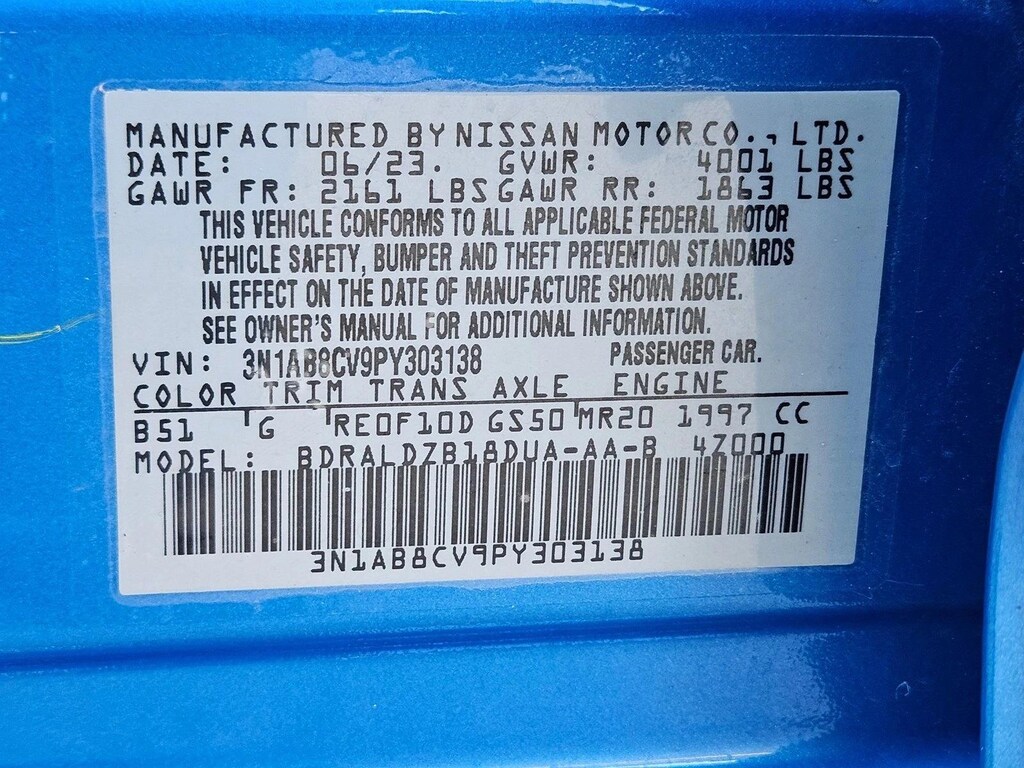 MANUFACTURED BY NISSAN MOTOR CO., LTD.
DATE: 06/23. GVWR: 4001 LBS
GAWR FR: 2161 LBS GAWR RR: 1863 LBS
THIS VEHICLE CONFORMS TO ALL APPLICABLE FEDERAL MOTOR
VEHICLE SAFETY, BUMPER AND THEFT PREVENTION STANDARDS
IN EFFECT ON THE DATE OF MANUFACTURE SHOWN ABOVE.
SEE OWNER'S MANUAL FOR ADDITIONAL INFORMATION.
VIN: 3N1AB8CV9PY303138 PASSENGER CAR.
COLOR TRIM TRANS AXLE ENGINE
B51 G RE0F10D GS50 MR20 1997 CC
MODEL: BDRALDZB18DUA-AA-B 4Z000
3N1AB8CV9PY303138